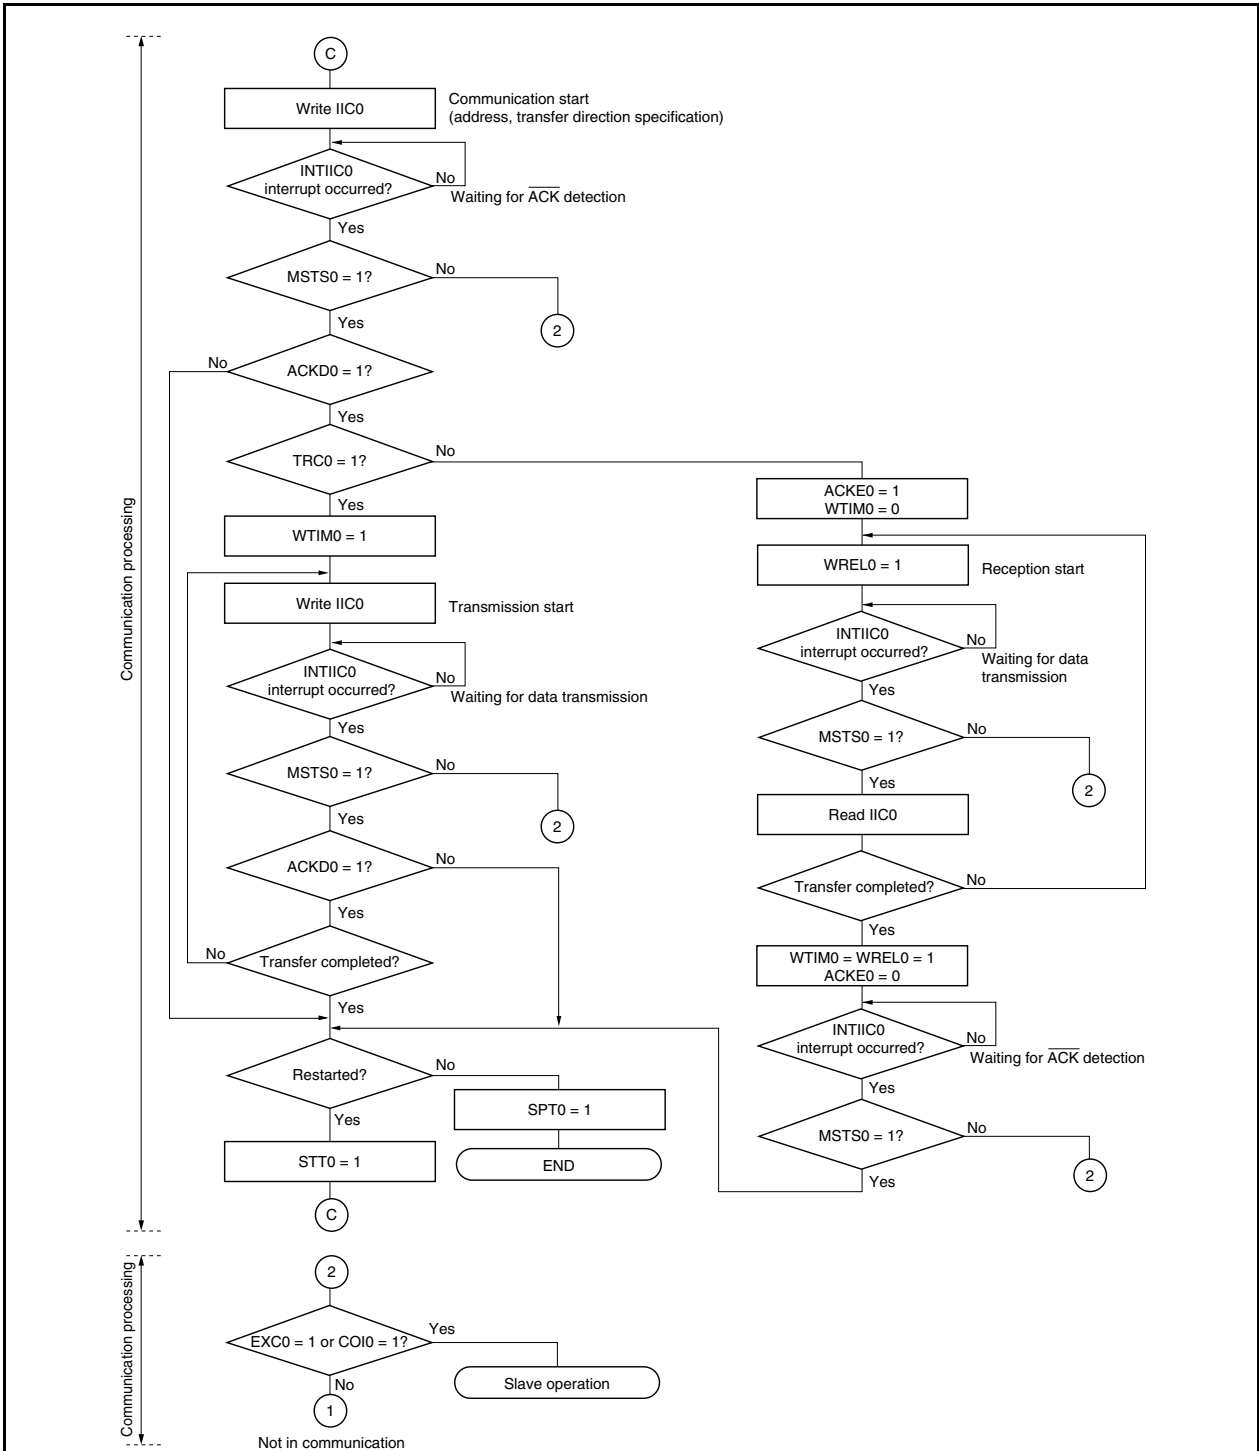 C
Write IIC0
Communication start
(address, transfer direction specification)
INTIIC0
interrupt occurred?
No
Waiting for ACK detection
Yes
MSTS0 = 1?
No
2
Yes
ACKD0 = 1?
No
Yes
TRC0 = 1?
No
Yes
WTIM0 = 1
Write IIC0
Transmission start
INTIIC0
interrupt occurred?
No
Waiting for data transmission
Yes
MSTS0 = 1?
No
2
Yes
ACKD0 = 1?
No
Yes
Transfer completed?
No
Yes
Restarted?
No
SPT0 = 1
END
Yes
STT0 = 1
C
ACKE0 = 1
WTIM0 = 0
WREL0 = 1
Reception start
INTIIC0
interrupt occurred?
No
Waiting for data
transmission
Yes
MSTS0 = 1?
No
2
Yes
Read IIC0
Transfer completed?
No
Yes
WTIM0 = WREL0 = 1
ACKE0 = 0
INTIIC0
interrupt occurred?
No
Waiting for ACK detection
Yes
MSTS0 = 1?
No
2
Yes
Communication processing
2
EXC0 = 1 or COI0 = 1?
Yes
Slave operation
No
1
Not in communication
Communication processing